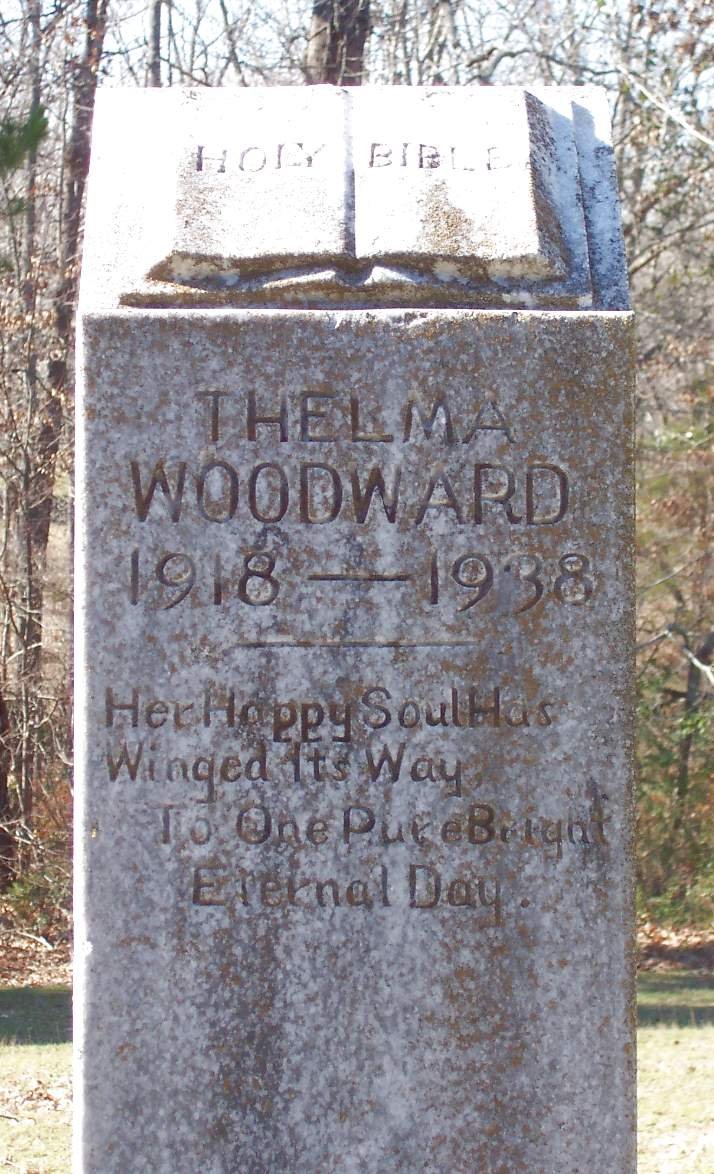 HOLY BIBLE
THELMA
WOODWARD
1918—1938
Her Happy Soul Has
Winged Its Way
To One Pure Bright
Eternal Day.